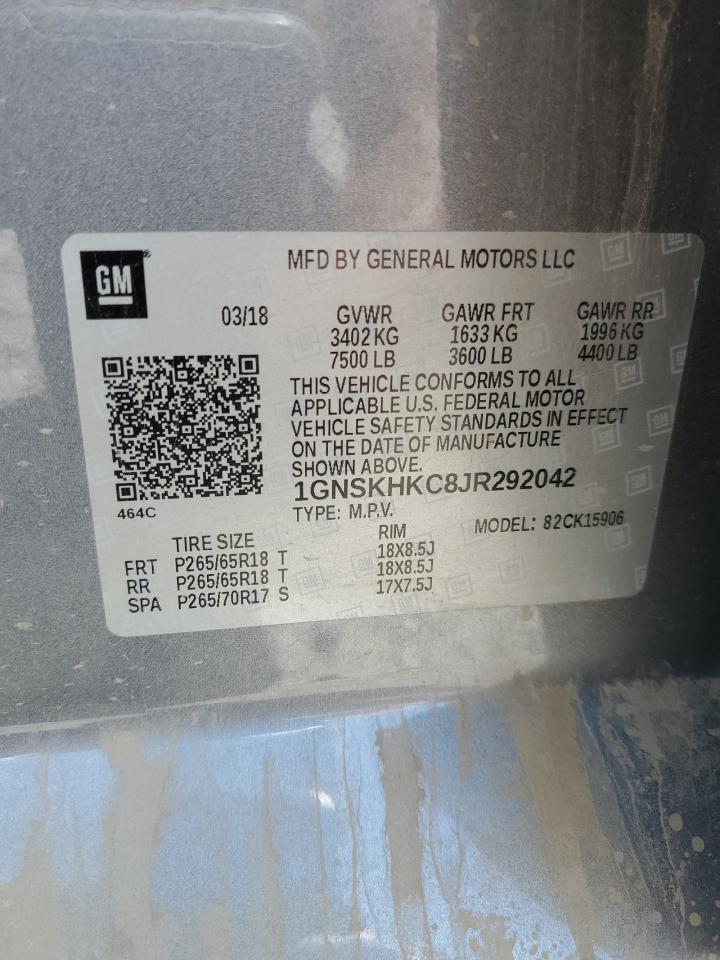 GM®
MFD BY GENERAL MOTORS LLC
03/18 GVWR GAWR FRT GAWR RR
3402 KG 1633 KG 1996 KG
7500 LB 3600 LB 4400 LB
THIS VEHICLE CONFORMS TO ALL
APPLICABLE U.S. FEDERAL MOTOR
VEHICLE SAFETY STANDARDS IN EFFECT
ON THE DATE OF MANUFACTURE
SHOWN ABOVE.
1GNSKHKC8JR292042
464C
TYPE: M.P.V. MODEL: 82CK15906
TIRE SIZE RIM
FRT P265/65R18 T 18X8.5J
RR P265/65R18 T 18X8.5J
SPA P265/70R17 S 17X7.5J